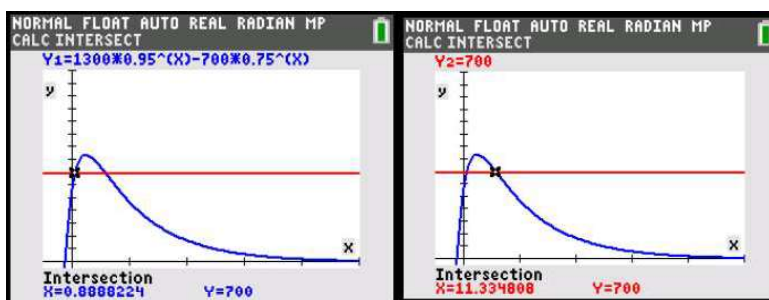 NORMAL FLOAT AUTO REAL RADIAN MP
CALC INTERSECT
Y1=1300*0.95^(X)-700*0.75^(X)
y
x
Intersection
X=0.8888224 Y=700
NORMAL FLOAT AUTO REAL RADIAN MP
CALC INTERSECT
Y2=700
y
x
Intersection
X=11.334808 Y=700